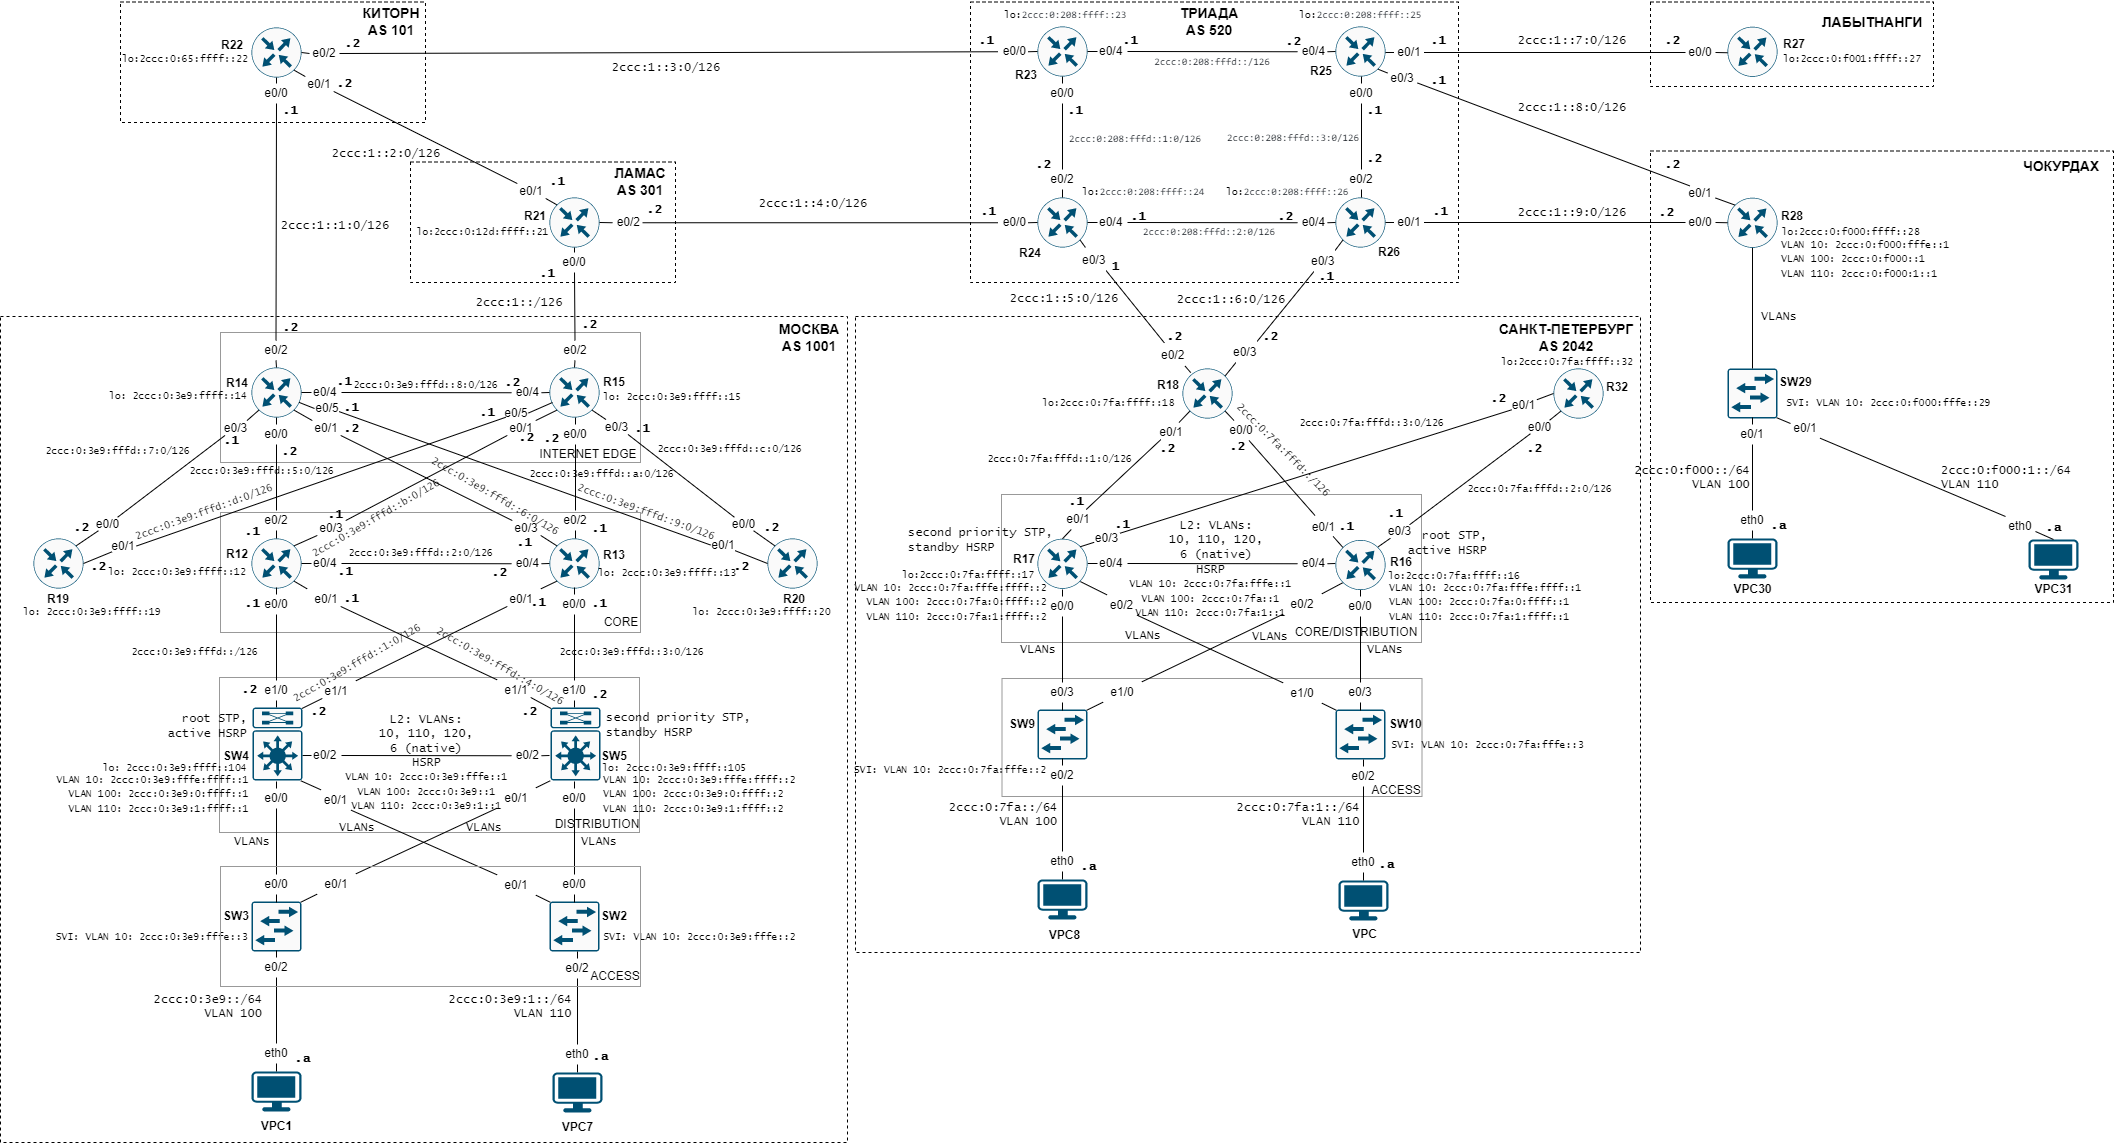 КИТОРН
AS 101
R22
lo:2ccc:0:65:ffff::22
e0/2
.2
e0/1
.2
e0/0
.1
2ccc:1::3:0/126
2ccc:1::2:0/126
2ccc:1::1:0/126
ЛАМАС
AS 301
.1
e0/1
R21
lo:2ccc:0:12d:ffff::21
e0/2
.2
e0/0
.1
2ccc:1::4:0/126
2ccc:1::/126
ТРИАДА
AS 520
lo:2ccc:0:208:ffff::23
lo:2ccc:0:208:ffff::25
.1
e0/0
R23
e0/4
.1
2ccc:0:208:fffd::/126
.2
e0/4
R25
e0/1
.1
e0/3
.1
e0/0
.1
e0/0
.1
2ccc:0:208:fffd::1:0/126
2ccc:0:208:fffd::3:0/126
.2
e0/2
.2
e0/2
lo:2ccc:0:208:ffff::24
lo:2ccc:0:208:ffff::26
.1
e0/0
R24
e0/4
.1
2ccc:0:208:fffd::2:0/126
.2
e0/4
R26
e0/1
.1
e0/3
1
e0/3
.1
2ccc:1::5:0/126
2ccc:1::6:0/126
2ccc:1::7:0/126
2ccc:1::8:0/126
2ccc:1::9:0/126
ЛАБЫТНАНГИ
.2
e0/0
R27
lo:2ccc:0:f001:ffff::27
ЧОКУРДАХ
.2
e0/1
.2
e0/0
R28
lo:2ccc:0:f000:ffff::28
VLAN 10: 2ccc:0:f000:fffe::1
VLAN 100: 2ccc:0:f000::1
VLAN 110: 2ccc:0:f000:1::1
VLANs
SW29
SVI: VLAN 10: 2ccc:0:f000:fffe::29
e0/1
e0/1
2ccc:0:f000::/64
VLAN 100
2ccc:0:f000:1::/64
VLAN 110
eth0
.a
eth0
.a
VPC30
VPC31
МОСКВА
AS 1001
.2
e0/2
.2
e0/2
R14
lo: 2ccc:0:3e9:ffff::14
e0/4
.1
2ccc:0:3e9:fffd::8:0/126
.2
e0/4
R15
lo: 2ccc:0:3e9:ffff::15
e0/5
.1
.1
e0/5
e0/3
.1
e0/0
.2
e0/1
.2
e0/1
.2
.2
e0/0
e0/3
.1
INTERNET EDGE
2ccc:0:3e9:fffd::7:0/126
2ccc:0:3e9:fffd::5:0/126
2ccc:0:3e9:fffd::d:0/126
2ccc:0:3e9:fffd::b:0/126
2ccc:0:3e9:fffd::6:0/126
2ccc:0:3e9:fffd::9:0/126
2ccc:0:3e9:fffd::a:0/126
2ccc:0:3e9:fffd::c:0/126
.2
e0/0
e0/1
.2
R19
lo: 2ccc:0:3e9:ffff::19
e0/0
.2
e0/1
.2
R20
lo: 2ccc:0:3e9:ffff::20
.1
e0/2
e0/3
.1
e0/3
.1
e0/2
.1
R12
lo: 2ccc:0:3e9:ffff::12
e0/4
.1
2ccc:0:3e9:fffd::2:0/126
.2
e0/4
R13
lo: 2ccc:0:3e9:ffff::13
.1
e0/0
e0/1
.1
e0/1
.1
e0/0
.1
CORE
2ccc:0:3e9:fffd::/126
2ccc:0:3e9:fffd::1:0/126
2ccc:0:3e9:fffd::4:0/126
2ccc:0:3e9:fffd::3:0/126
.2
e1/0
e1/1
.2
e1/1
.2
e1/0
.2
root STP,
active HSRP
L2: VLANs:
10, 110, 120,
6 (native)
HSRP
second priority STP,
standby HSRP
SW4
e0/2
e0/2
SW5
lo: 2ccc:0:3e9:ffff::104
VLAN 10: 2ccc:0:3e9:fffe:ffff::1
VLAN 100: 2ccc:0:3e9:0:ffff::1
VLAN 110: 2ccc:0:3e9:1:ffff::1
VLAN 10: 2ccc:0:3e9:fffe::1
VLAN 100: 2ccc:0:3e9::1
VLAN 110: 2ccc:0:3e9:1::1
lo: 2ccc:0:3e9:ffff::105
VLAN 10: 2ccc:0:3e9:fffe:ffff::2
VLAN 100: 2ccc:0:3e9:0:ffff::2
VLAN 110: 2ccc:0:3e9:1:ffff::2
e0/0
e0/1
e0/1
e0/0
DISTRIBUTION
VLANs
VLANs
VLANs
VLANs
e0/0
e0/1
e0/1
e0/0
SW3
SVI: VLAN 10: 2ccc:0:3e9:fffe::3
SW2
SVI: VLAN 10: 2ccc:0:3e9:fffe::2
e0/2
e0/2
ACCESS
2ccc:0:3e9::/64
VLAN 100
2ccc:0:3e9:1::/64
VLAN 110
eth0
.a
eth0
.a
VPC1
VPC7
САНКТ-ПЕТЕРБУРГ
AS 2042
lo:2ccc:0:7fa:ffff::32
.2
e0/2
.2
e0/3
R18
lo:2ccc:0:7fa:ffff::18
e0/1
.2
e0/0
.2
.2
e0/1
R32
e0/0
.2
2ccc:0:7fa:fffd::1:0/126
2ccc:0:7fa:fffd::/126
2ccc:0:7fa:fffd::3:0/126
2ccc:0:7fa:fffd::2:0/126
.1
e0/1
.1
e0/3
e0/1
.1
.1
e0/3
second priority STP,
standby HSRP
L2: VLANs:
10, 110, 120,
6 (native)
HSRP
root STP,
active HSRP
R17
e0/4
e0/4
R16
lo:2ccc:0:7fa:ffff::17
VLAN 10: 2ccc:0:7fa:fffe:ffff::2
VLAN 100: 2ccc:0:7fa:0:ffff::2
VLAN 110: 2ccc:0:7fa:1:ffff::2
VLAN 10: 2ccc:0:7fa:fffe::1
VLAN 100: 2ccc:0:7fa::1
VLAN 110: 2ccc:0:7fa:1::1
lo:2ccc:0:7fa:ffff::16
VLAN 10: 2ccc:0:7fa:fffe:ffff::1
VLAN 100: 2ccc:0:7fa:0:ffff::1
VLAN 110: 2ccc:0:7fa:1:ffff::1
e0/0
e0/2
e0/2
e0/0
CORE/DISTRIBUTION
VLANs
VLANs
VLANs
VLANs
e0/3
e1/0
e1/0
e0/3
SW9
SVI: VLAN 10: 2ccc:0:7fa:fffe::2
SW10
SVI: VLAN 10: 2ccc:0:7fa:fffe::3
e0/2
e0/2
ACCESS
2ccc:0:7fa::/64
VLAN 100
2ccc:0:7fa:1::/64
VLAN 110
eth0
.a
eth0
.a
VPC8
VPC